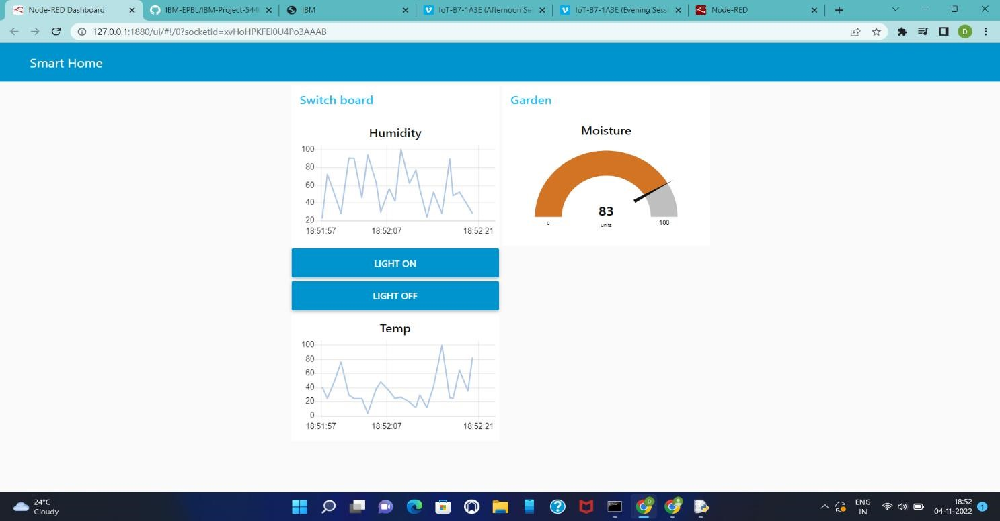 Node-RED Dashboard
IBM-EPBL/IBM-Project-544
IBM
IoT-B7-1A3E (Afternoon Se
IoT-B7-1A3E (Evening Sess
Node-RED
127.0.0.1:1880/ui/#!/0?socketid=xvHoHPKFEl0U4Po3AAAB
D
Smart Home
Switch board
Humidity
100
80
60
40
20
18:51:57 18:52:07 18:52:21
LIGHT ON
LIGHT OFF
Temp
100
80
60
40
20
0
18:51:57 18:52:07 18:52:21
Garden
Moisture
83
units
0
100
24°C
Cloudy
ENG
IN
18:52
04-11-2022
1